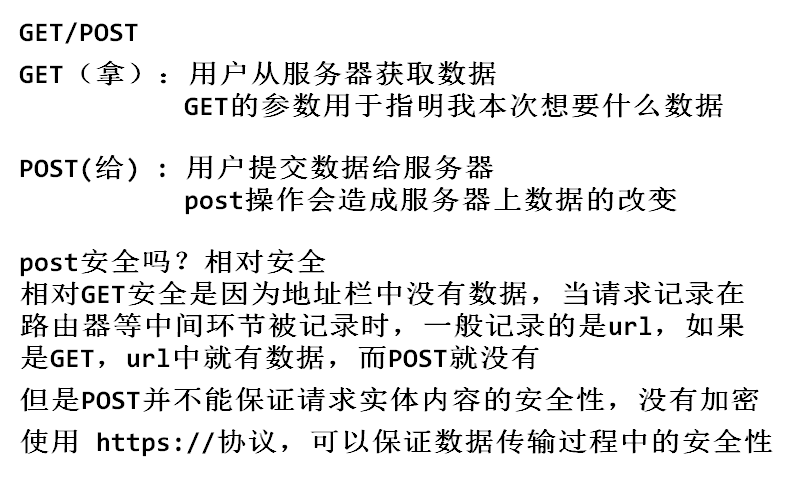 GET/POST
GET（拿）：用户从服务器获取数据
GET的参数用于指明我本次想要什么数据
POST(给) ：用户提交数据给服务器
post操作会造成服务器上数据的改变
post安全吗？相对安全
相对GET安全是因为地址栏中没有数据，当请求记录在
路由器等中间环节被记录时，一般记录的是url，如果
是GET，url中就有数据，而POST就没有
但是POST并不能保证请求实体内容的安全性，没有加密
使用 https://协议，可以保证数据传输过程中的安全性